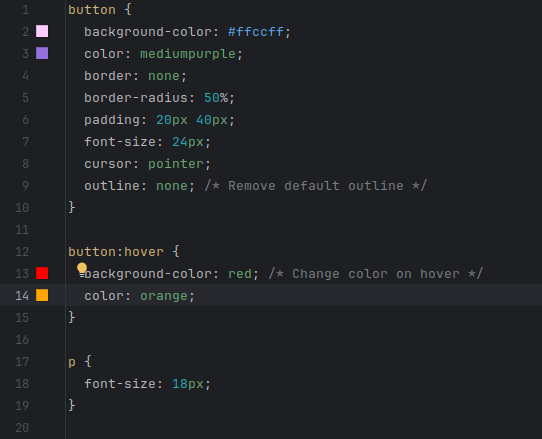 1 button {
2 background-color: #ffccff;
3 color: mediumpurple;
4 border: none;
5 border-radius: 50%;
6 padding: 20px 40px;
7 font-size: 24px;
8 cursor: pointer;
9 outline: none; /* Remove default outline */
10 }
11
12 button:hover {
13 background-color: red; /* Change color on hover */
14 color: orange;
15 }
16
17 p {
18 font-size: 18px;
19 }
20